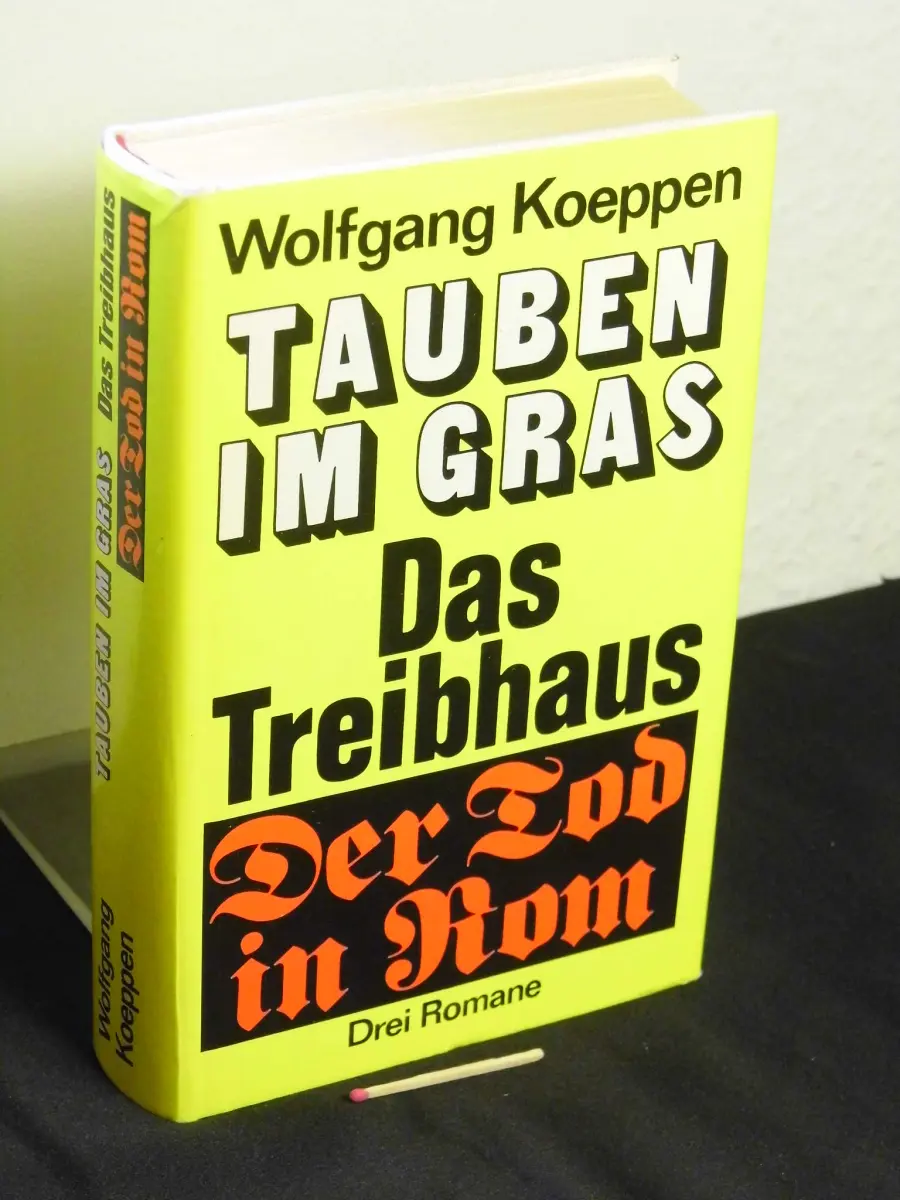 Wolfgang Koeppen
TAUBEN
IM GRAS
Das
Treibhaus
Der Tod
in Rom
Drei Romane
TAUBEN IM GRAS Das Treibhaus
Der Tod in Rom
Wolfgang
Koeppen